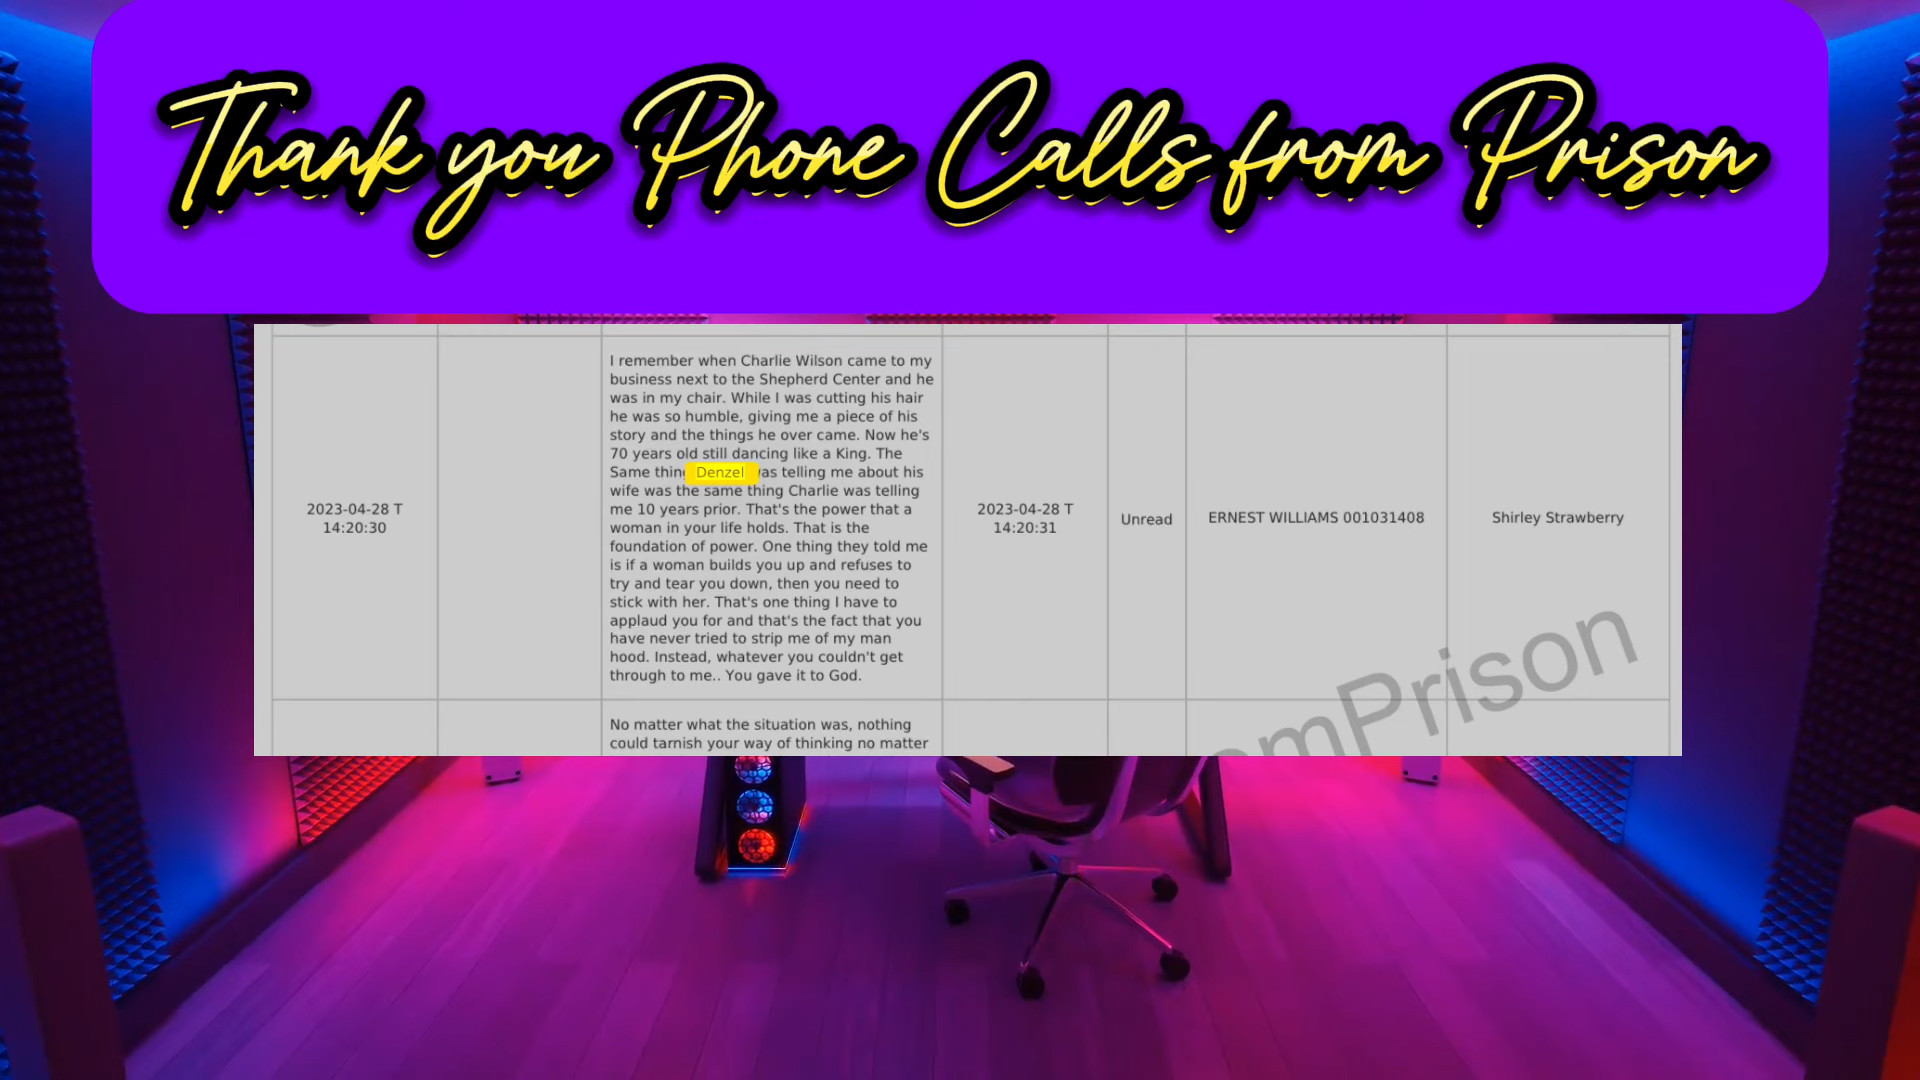 Thank you Phone Calls from Prison
I remember when Charlie Wilson came to my
business next to the Shepherd Center and he
was in my chair. While I was cutting his hair
he was so humble, giving me a piece of his
story and the things he over came. Now he's
70 years old still dancing like a King. The
Same thin Denzel as telling me about his
wife was the same thing Charlie was telling
me 10 years prior. That's the power that a
woman in your life holds. That is the
foundation of power. One thing they told me
is if a woman builds you up and refuses to
try and tear you down, then you need to
stick with her. That's one thing I have to
applaud you for and that's the fact that you
have never tried to strip me of my man
hood. Instead, whatever you couldn't get
through to me.. You gave it to God.
2023-04-28 T
14:20:30
2023-04-28 T
14:20:31
Unread
ERNEST WILLIAMS 001031408
Shirley Strawberry
No matter what the situation was, nothing
could tarnish your way of thinking no matter
omPrison